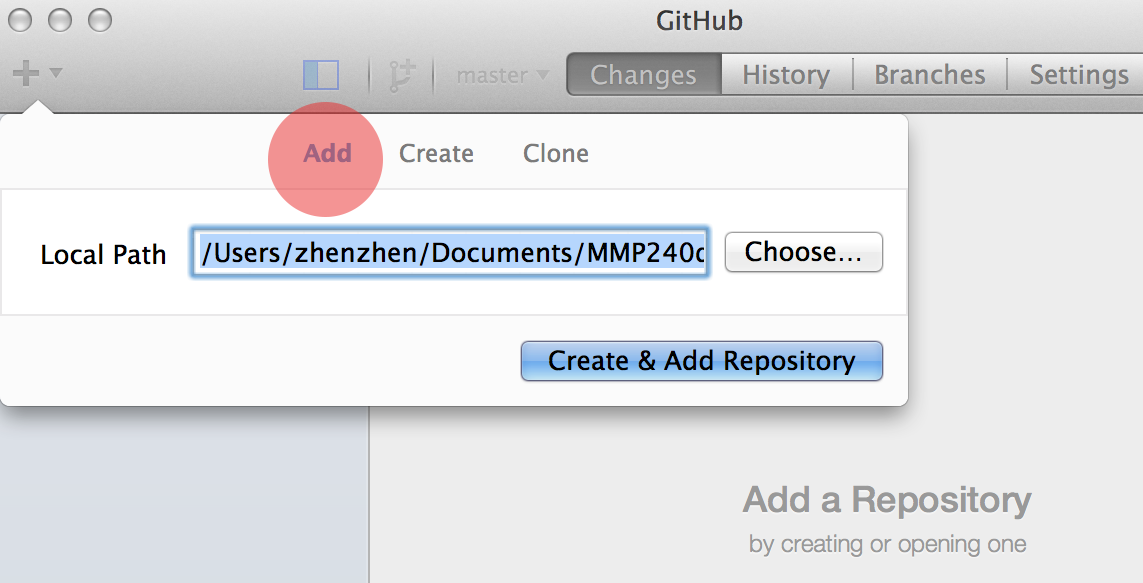 GitHub
master Changes History Branches Settings
Add Create Clone
Local Path /Users/zhenzhen/Documents/MMP240 Choose...
Create & Add Repository
Add a Repository
by creating or opening one